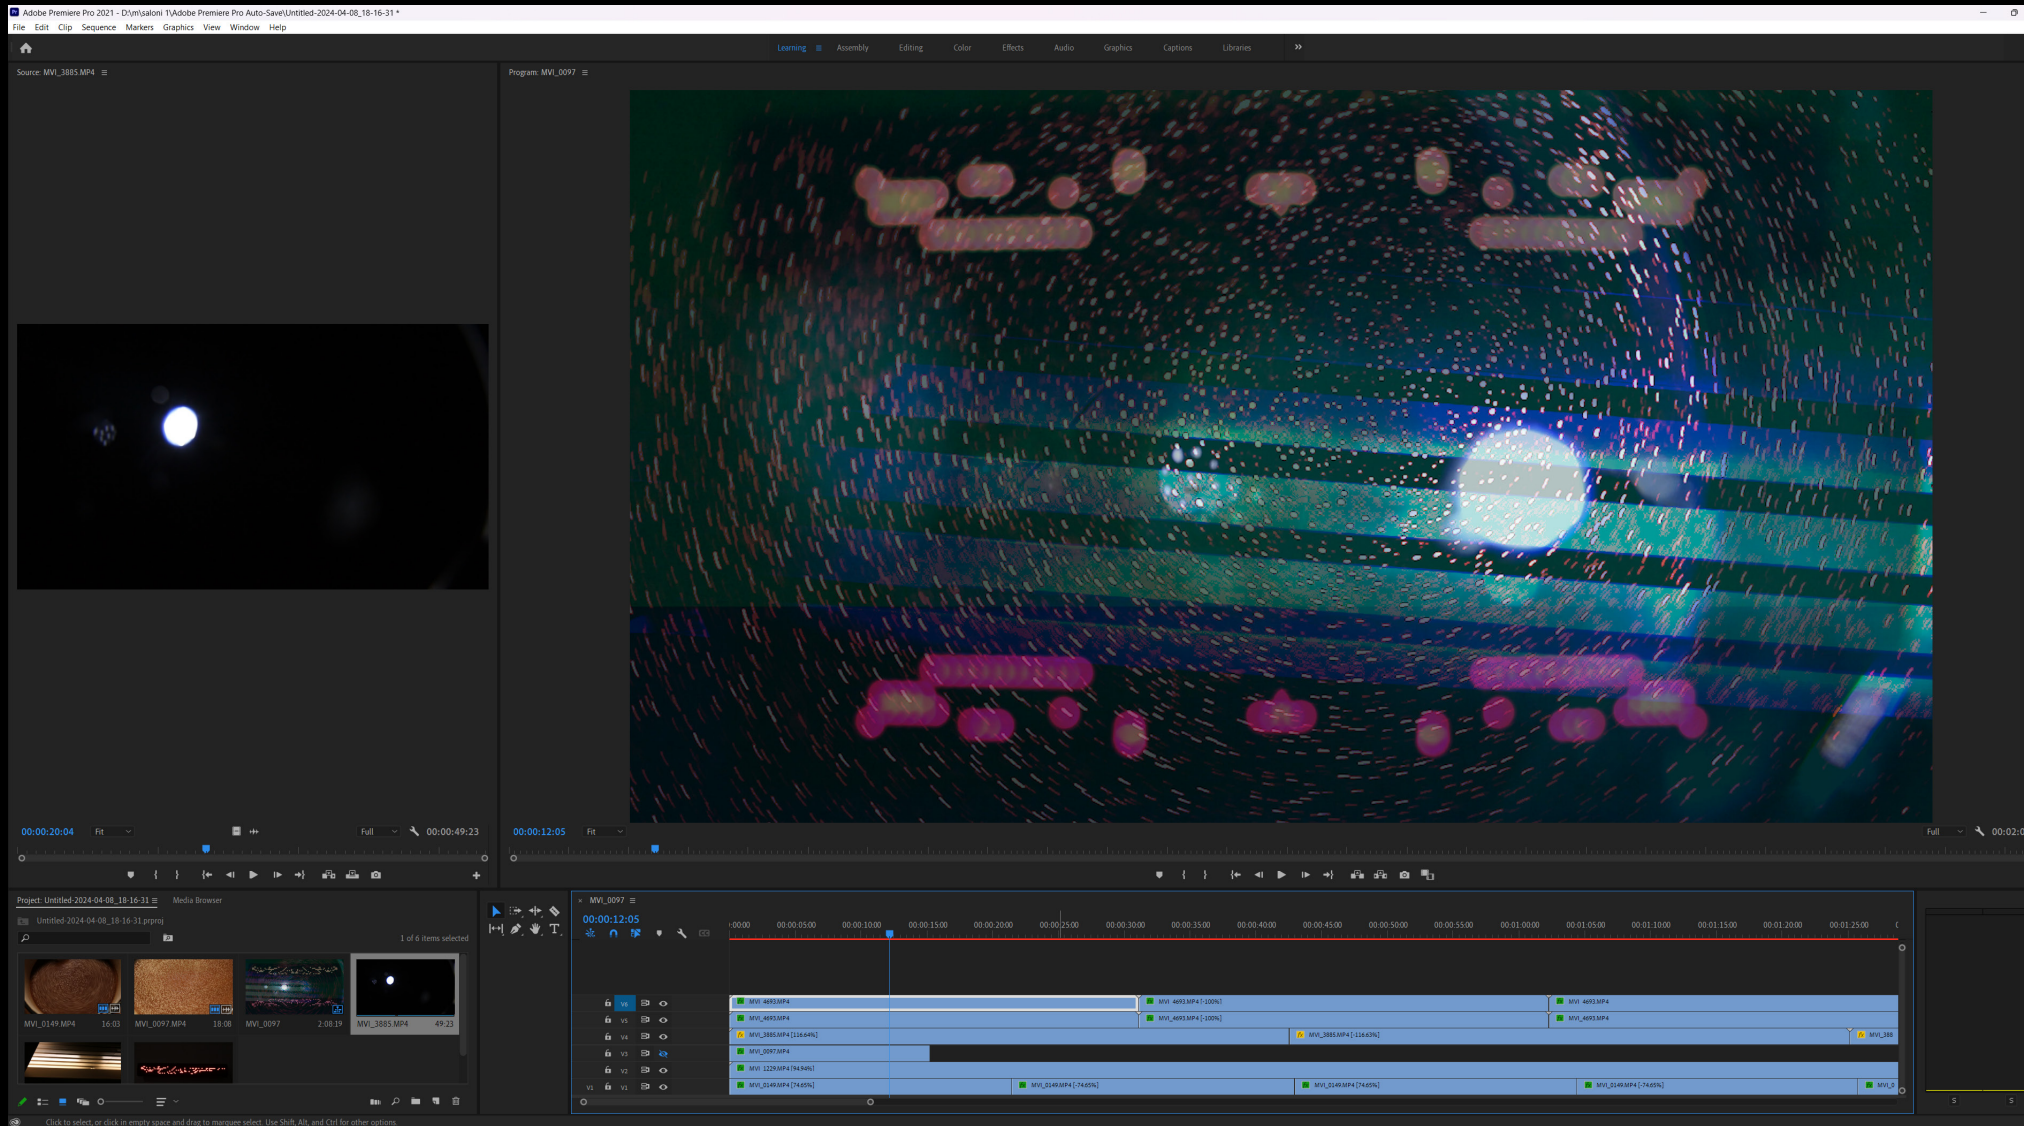 Adobe Premiere Pro 2021 - D:\m\saloni 1\Adobe Premiere Pro Auto-Save\Untitled-2024-04-08_18-16-31 *
File Edit Clip Sequence Markers Graphics View Window Help
Learning Assembly Editing Color Effects Audio Graphics Captions Libraries
Source: MVI_3885.MP4
Program: MVI_0097
00:00:20:04 Fit Full 00:00:49:23
00:00:12:05 Fit Full
Project: Untitled-2024-04-08_18-16-31 Media Browser
Untitled-2024-04-08_18-16-31.prproj
1 of 6 items selected
MVI_0149.MP4 16:03 MVI_0097.MP4 18:08 MVI_0097 2:08:19 MVI_3885.MP4 49:23
× MVI_0097
00:00:12:05
:00:00 00:00:05:00 00:00:10:00 00:00:15:00 00:00:20:00 00:00:25:00 00:00:30:00 00:00:35:00 00:00:40:00 00:00:45:00 00:00:50:00 00:00:55:00 00:01:00:00 00:01:05:00 00:01:10:00 00:01:15:00 00:01:20:00 00:01:25:00
V6 MVI_4693.MP4 MVI_4693.MP4 [-100%] MVI_4693.MP4
V5 MVI_4693.MP4 MVI_4693.MP4 [-100%] MVI_4693.MP4
V4 MVI_3885.MP4 [116.64%] MVI_3885.MP4 [-116.63%] MVI_388
V3 MVI_0097.MP4
V2 MVI_1229.MP4 [94.94%]
V1 V1 MVI_0149.MP4 [74.65%] MVI_0149.MP4 [-74.65%] MVI_0149.MP4 [74.65%] MVI_0149.MP4 [-74.65%] MVI_0
S S
Click to select, or click in empty space and drag to marquee select. Use Shift, Alt, and Ctrl for other options.